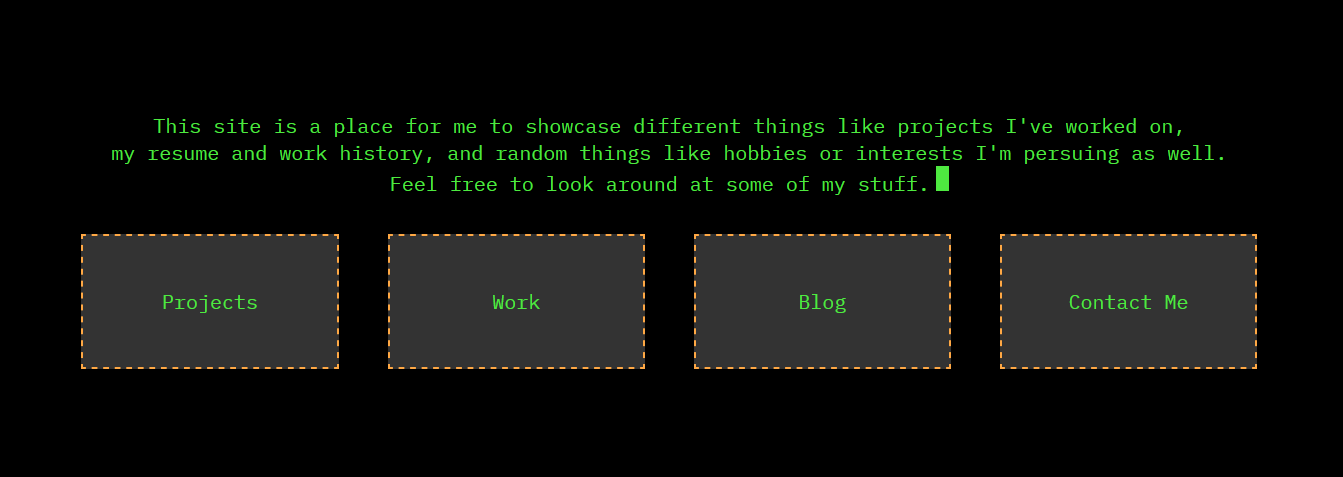 This site is a place for me to showcase different things like projects I've worked on,
my resume and work history, and random things like hobbies or interests I'm persuing as well.
Feel free to look around at some of my stuff.
Projects
Work
Blog
Contact Me